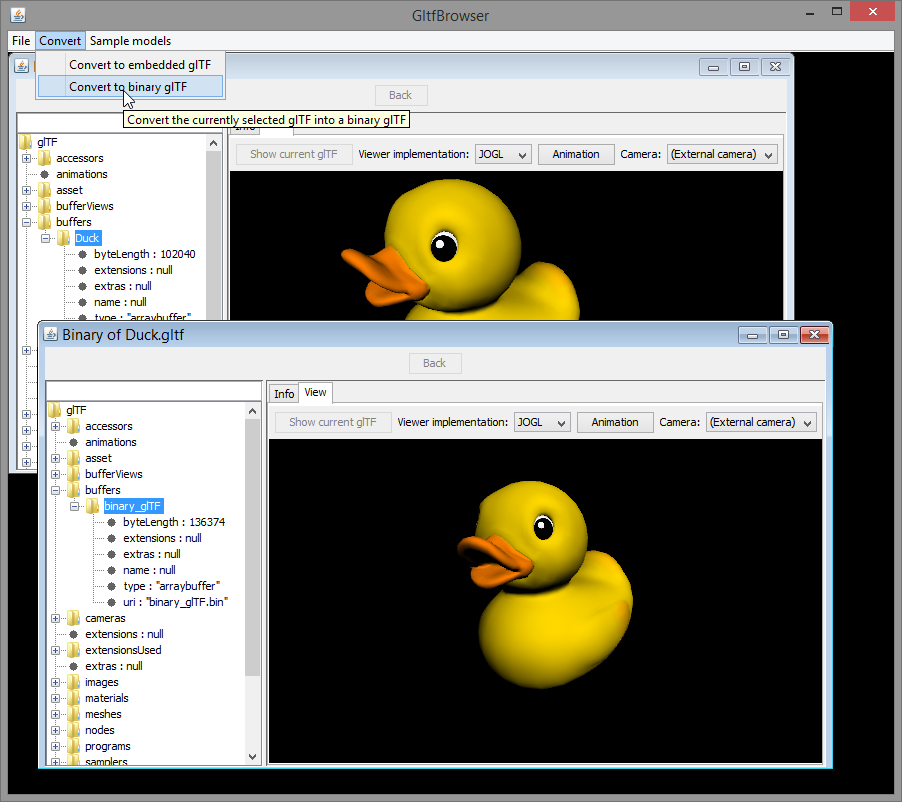 GltfBrowser
File Convert Sample models
Convert to embedded glTF
Convert to binary glTF
Back
Convert the currently selected glTF into a binary glTF
Show current glTF Viewer implementation: JOGL Animation Camera: (External camera)
glTF
accessors
animations
asset
bufferViews
buffers
Duck
byteLength : 102040
extensions : null
extras : null
name : null
type : "arraybuffer"
Binary of Duck.gltf
Back
Info View
Show current glTF Viewer implementation: JOGL Animation Camera: (External camera)
glTF
accessors
animations
asset
bufferViews
buffers
binary_glTF
byteLength : 136374
extensions : null
extras : null
name : null
type : "arraybuffer"
uri : "binary_glTF.bin"
cameras
extensions : null
extensionsUsed
extras : null
images
materials
meshes
nodes
programs
samplers